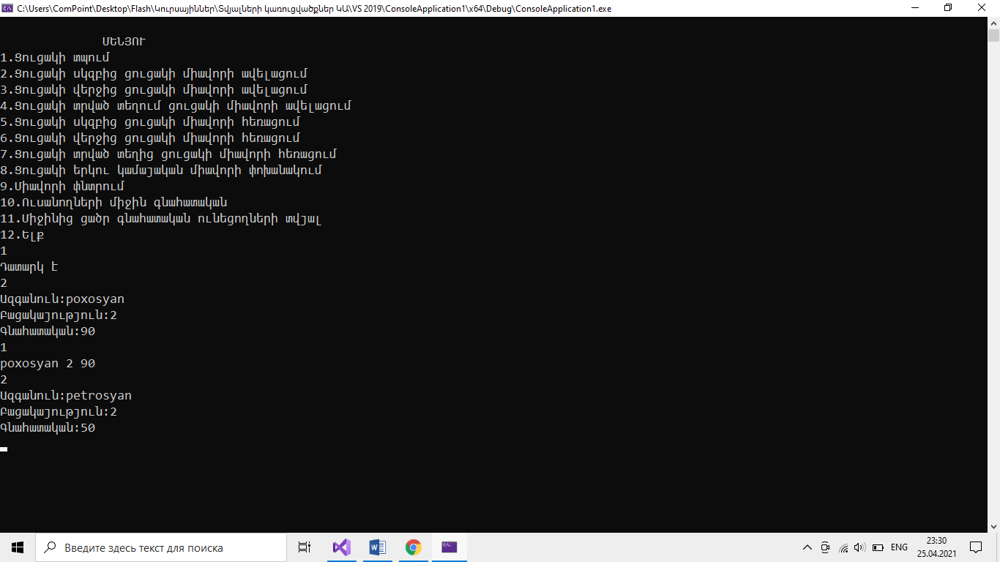 C:\Users\ComPoint\Desktop\Flash\Կուրսայիններ\Տվյալների կառուցվածքներ ԿԱ\VS 2019\ConsoleApplication1\x64\Debug\ConsoleApplication1.exe
ՄԵՆՅՈՒ
1.Ցուցակի տպում
2.Ցուցակի սկզբից ցուցակի միավորի ավելացում
3.Ցուցակի վերջից ցուցակի միավորի ավելացում
4.Ցուցակի տրված տեղում ցուցակի միավորի ավելացում
5.Ցուցակի սկզբից ցուցակի միավորի հեռացում
6.Ցուցակի վերջից ցուցակի միավորի հեռացում
7.Ցուցակի տրված տեղից ցուցակի միավորի հեռացում
8.Ցուցակի երկու կամայական միավորի փոխանակում
9.Միավորի փնտրում
10.Ուսանողների միջին գնահատական
11.Միջինից ցածր գնահատական ունեցողների տվյալ
12.Ելք
1
Դատարկ է
2
Ազգանուն:poxosyan
Բացակայություն:2
Գնահատական:90
1
poxosyan 2 90
2
Ազգանուն:petrosyan
Բացակայություն:2
Գնահատական:50
Введите здесь текст для поиска
ENG
23:30
25.04.2021